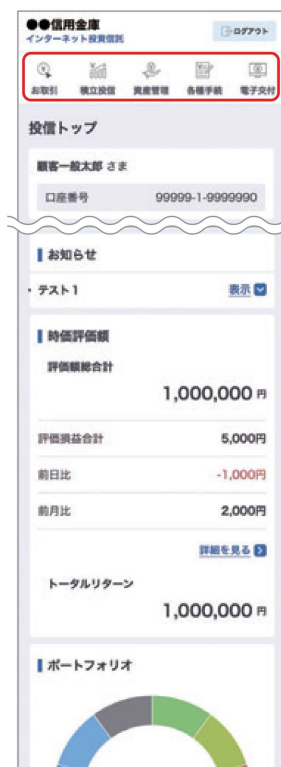 ●●信用金庫
インターネット投資信託
ログアウト
お取引 積立投信 資産管理 各種手続 電子交付
投信トップ
顧客一般太郎 さま
口座番号 99999-1-9999990
お知らせ
・テスト1 表示
時価評価額
評価額総合計
1,000,000 円
評価損益合計 5,000円
前日比 -1,000円
前月比 2,000円
詳細を見る
トータルリターン
1,000,000 円
ポートフォリオ